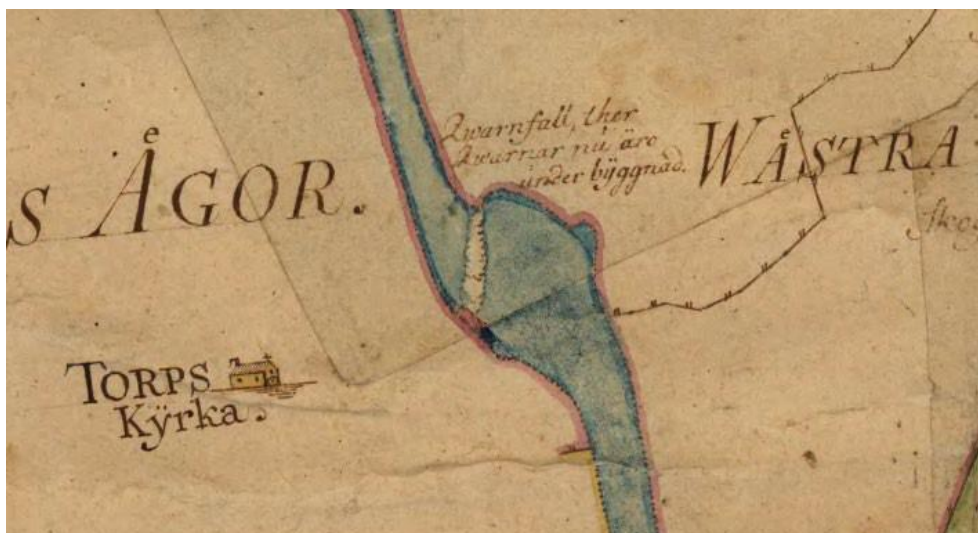 Qwarnfall, ther
Qwarnar nu äro
under byggnad.
S ÅGOR.
WÅSTRA
TORPS
Kÿrka.